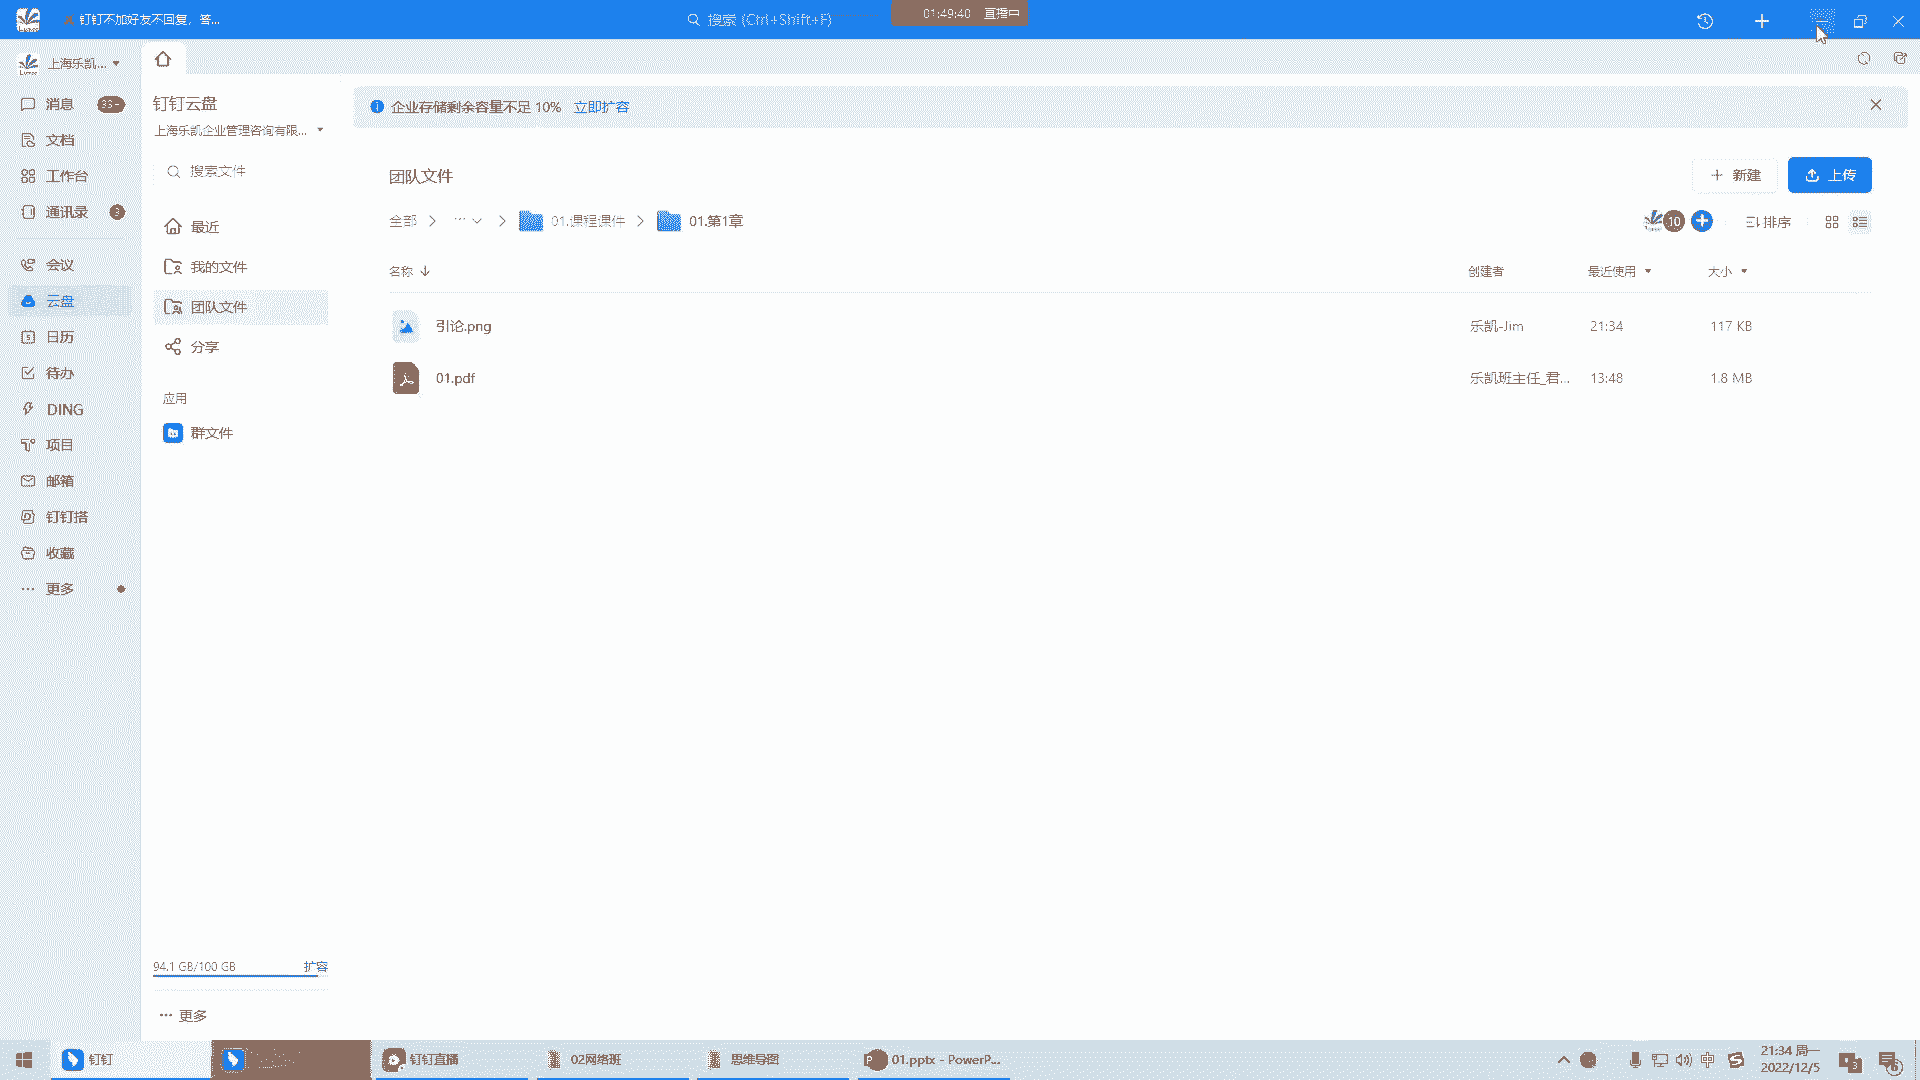 钉钉不加好友不回复，答...
搜索 (Ctrl+Shift+F)
01:49:40 直播中
上海乐凯...
消息
文档
工作台
通讯录 3
会议
云盘
日历
待办
DING
项目
邮箱
钉钉搭
收藏
更多
钉钉云盘
上海乐凯企业管理咨询有限...
搜索文件
最近
我的文件
团队文件
分享
应用
群文件
94.1 GB/100 GB 扩容
更多
企业存储剩余容量不足 10% 立即扩容
团队文件
新建
上传
全部 > ... > 01.课程课件 > 01.第1章
10
排序
名称 创建者 最近使用 大小
引论.png 乐凯-Jim 21:34 117 KB
01.pdf 乐凯班主任_君... 13:48 1.8 MB
钉钉
钉钉直播
02网络班
思维导图
01.pptx - PowerP...
中
21:34 周一
2022/12/5
3
6